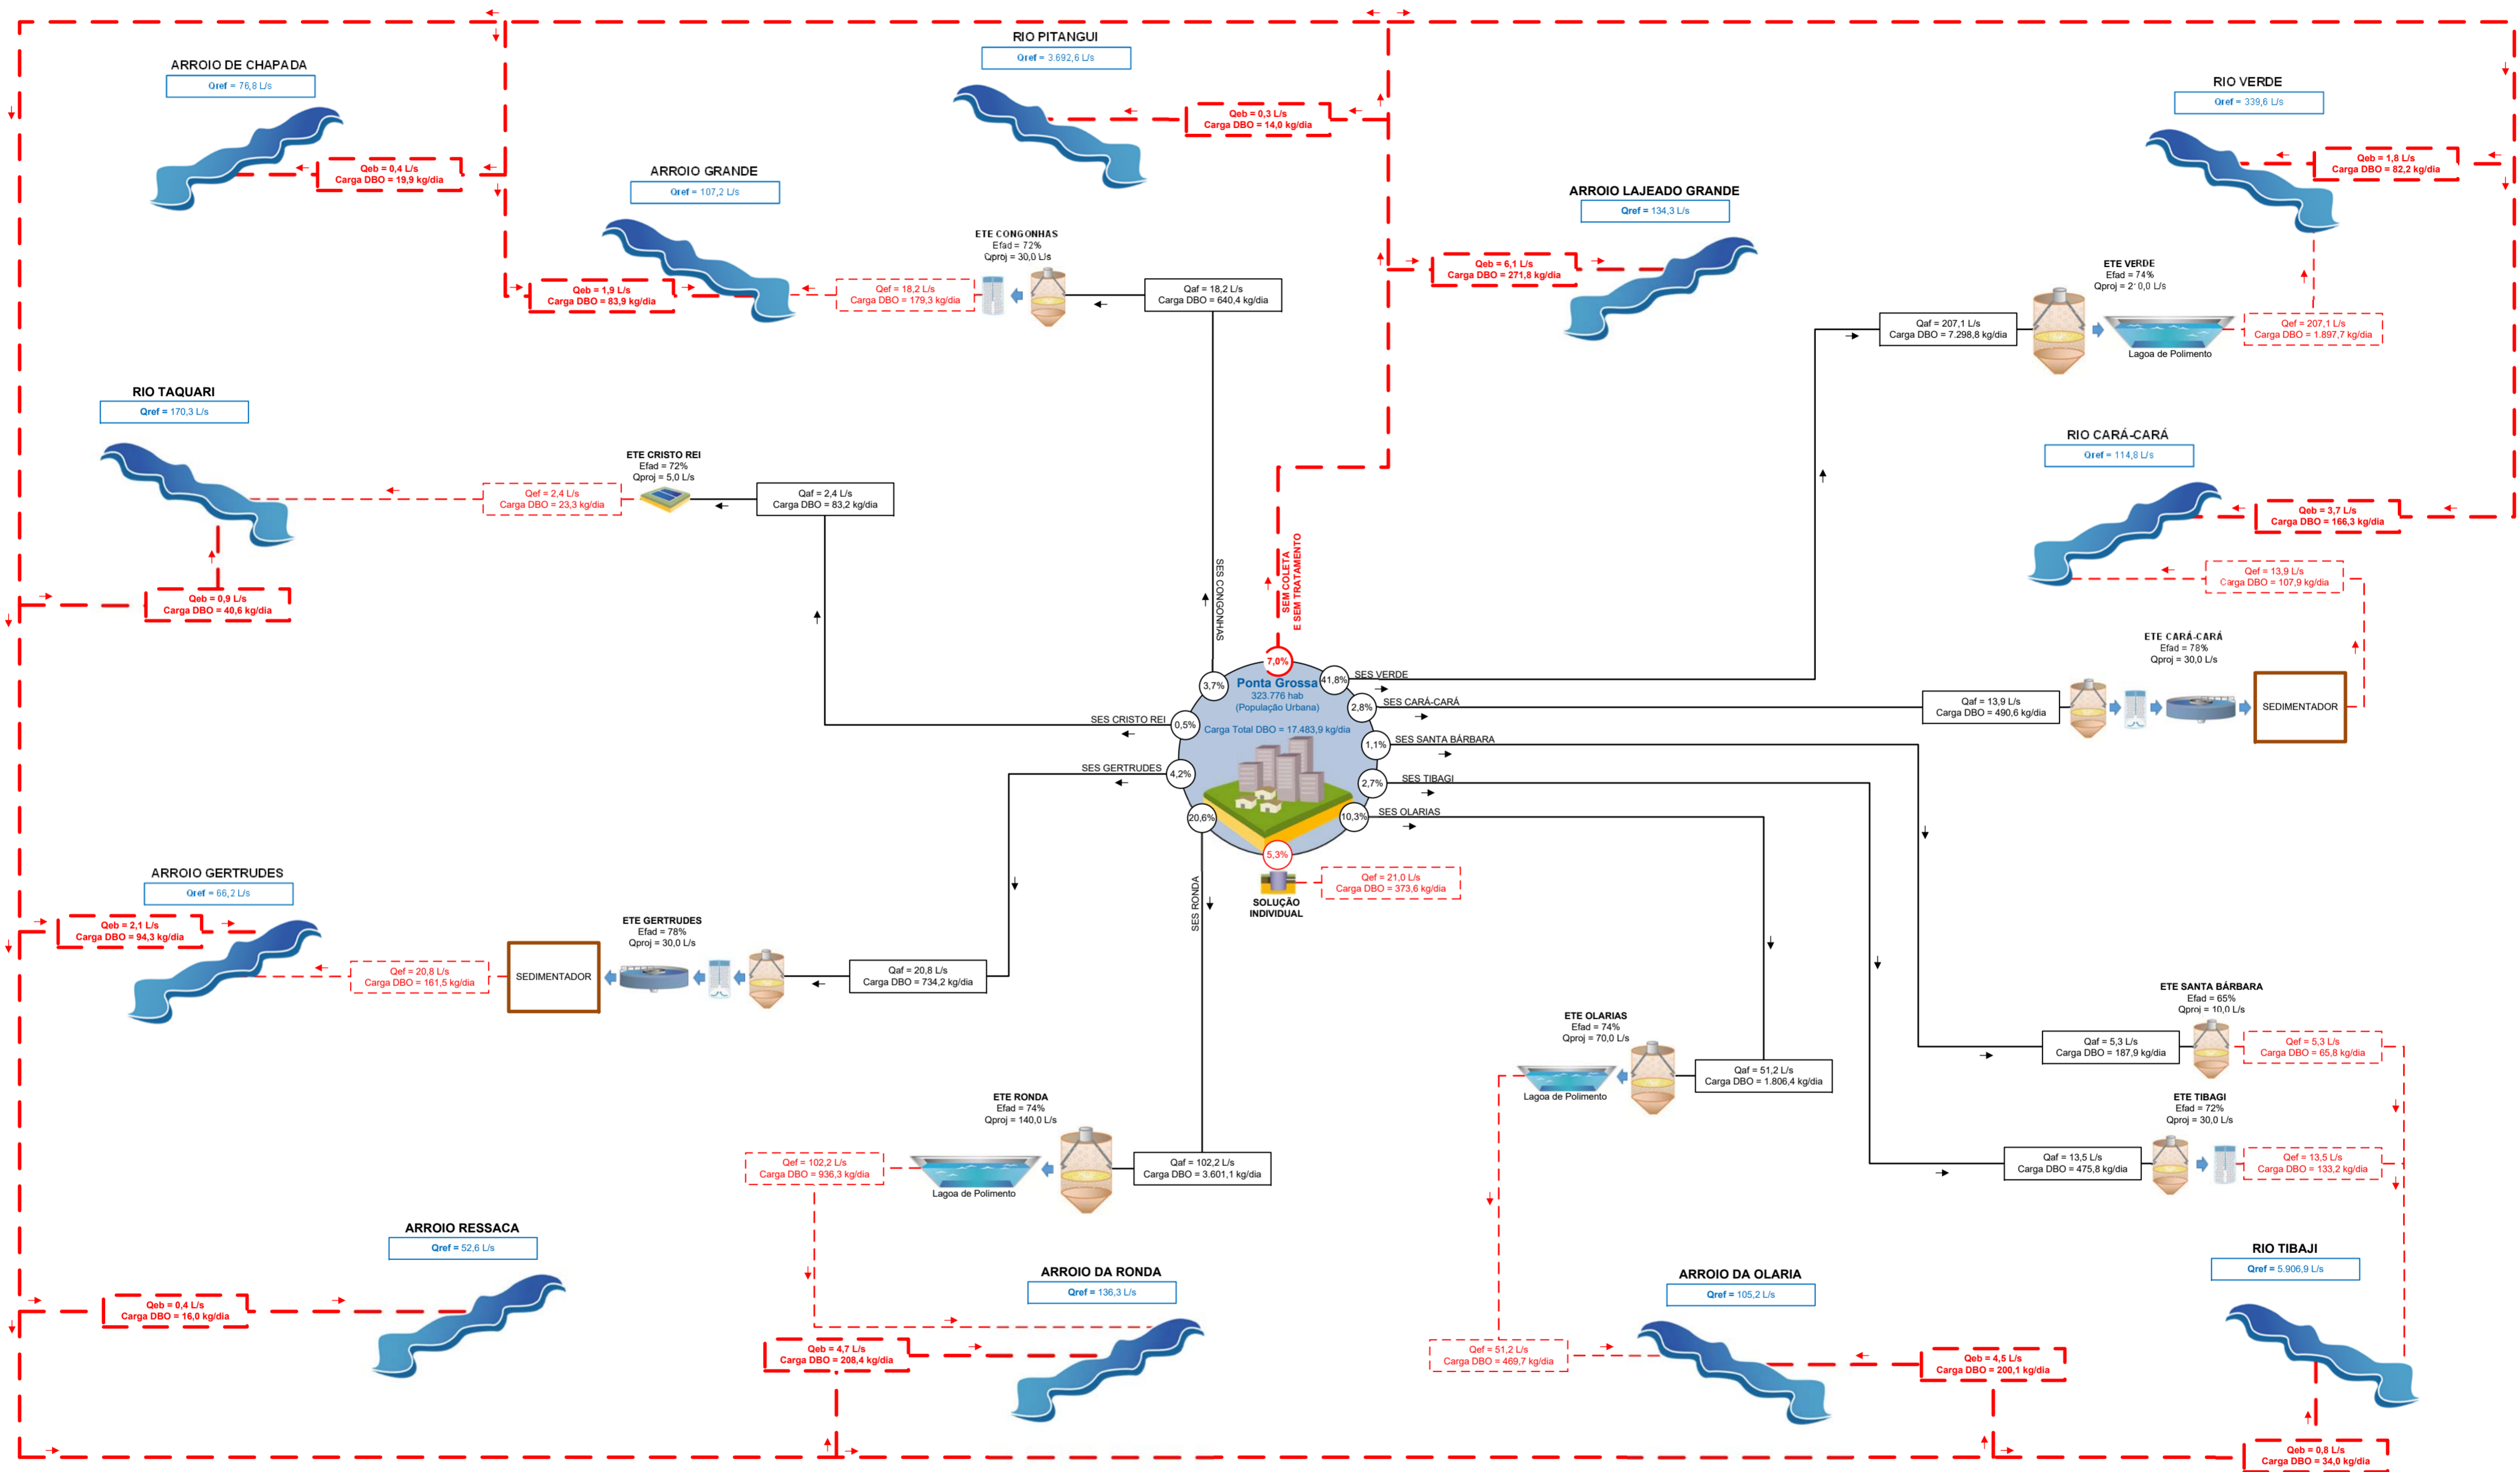 RIO PITANGUI
Qref = 3.692,6 L/s
ARROIO DE CHAPADA
Qref = 76,8 L/s
RIO VERDE
Qref = 339,6 L/s
Qeb = 0,3 L/s
Carga DBO = 14,0 kg/dia
Qeb = 0,4 L/s
Carga DBO = 19,9 kg/dia
Qeb = 1,8 L/s
Carga DBO = 82,2 kg/dia
ARROIO GRANDE
Qref = 107,2 L/s
ARROIO LAJEADO GRANDE
Qref = 134,3 L/s
ETE CONGONHAS
Efad = 72%
Qproj = 30,0 L/s
Qeb = 6,1 L/s
Carga DBO = 271,8 kg/dia
ETE VERDE
Efad = 74%
Qproj = 210,0 L/s
Qeb = 1,9 L/s
Carga DBO = 83,9 kg/dia
Qef = 18,2 L/s
Carga DBO = 179,3 kg/dia
Qaf = 18,2 L/s
Carga DBO = 640,4 kg/dia
Qaf = 207,1 L/s
Carga DBO = 7.298,8 kg/dia
Lagoa de Polimento
Qef = 207,1 L/s
Carga DBO = 1.897,7 kg/dia
RIO TAQUARI
Qref = 170,3 L/s
RIO CARÁ-CARÁ
Qref = 114,8 L/s
ETE CRISTO REI
Efad = 72%
Qproj = 5,0 L/s
Qef = 2,4 L/s
Carga DBO = 23,3 kg/dia
Qaf = 2,4 L/s
Carga DBO = 83,2 kg/dia
Qeb = 3,7 L/s
Carga DBO = 166,3 kg/dia
Qef = 13,9 L/s
Carga DBO = 107,9 kg/dia
Qeb = 0,9 L/s
Carga DBO = 40,6 kg/dia
SES CONGONHAS
SEM COLETA
E SEM TRATAMENTO
ETE CARÁ-CARÁ
Efad = 78%
Qproj = 30,0 L/s
7,0%
3,7%
Ponta Grossa
323.776 hab
(População Urbana)
Carga Total DBO = 17.483,9 kg/dia
41,8%
SES VERDE
2,8%
SES CARÁ-CARÁ
Qaf = 13,9 L/s
Carga DBO = 490,6 kg/dia
SEDIMENTADOR
SES CRISTO REI
0,5%
1,1%
SES SANTA BÁRBARA
SES GERTRUDES
4,2%
2,7%
SES TIBAGI
20,6%
10,3%
SES OLARIAS
5,3%
SOLUÇÃO
INDIVIDUAL
Qef = 21,0 L/s
Carga DBO = 373,6 kg/dia
SES RONDA
ARROIO GERTRUDES
Qref = 66,2 L/s
Qeb = 2,1 L/s
Carga DBO = 94,3 kg/dia
ETE GERTRUDES
Efad = 78%
Qproj = 30,0 L/s
Qef = 20,8 L/s
Carga DBO = 161,5 kg/dia
SEDIMENTADOR
Qaf = 20,8 L/s
Carga DBO = 734,2 kg/dia
ETE SANTA BÁRBARA
Efad = 65%
Qproj = 10,0 L/s
Qaf = 5,3 L/s
Carga DBO = 187,9 kg/dia
Qef = 5,3 L/s
Carga DBO = 65,8 kg/dia
ETE OLARIAS
Efad = 74%
Qproj = 70,0 L/s
Lagoa de Polimento
Qaf = 51,2 L/s
Carga DBO = 1.806,4 kg/dia
ETE RONDA
Efad = 74%
Qproj = 140,0 L/s
ETE TIBAGI
Efad = 72%
Qproj = 30,0 L/s
Qef = 102,2 L/s
Carga DBO = 936,3 kg/dia
Lagoa de Polimento
Qaf = 102,2 L/s
Carga DBO = 3.601,1 kg/dia
Qaf = 13,5 L/s
Carga DBO = 475,8 kg/dia
Qef = 13,5 L/s
Carga DBO = 133,2 kg/dia
ARROIO RESSACA
Qref = 52,6 L/s
Qeb = 0,4 L/s
Carga DBO = 16,0 kg/dia
ARROIO DA RONDA
Qref = 136,3 L/s
Qeb = 4,7 L/s
Carga DBO = 208,4 kg/dia
ARROIO DA OLARIA
Qref = 105,2 L/s
Qef = 51,2 L/s
Carga DBO = 469,7 kg/dia
Qeb = 4,5 L/s
Carga DBO = 200,1 kg/dia
RIO TIBAJI
Qref = 5.906,9 L/s
Qeb = 0,8 L/s
Carga DBO = 34,0 kg/dia